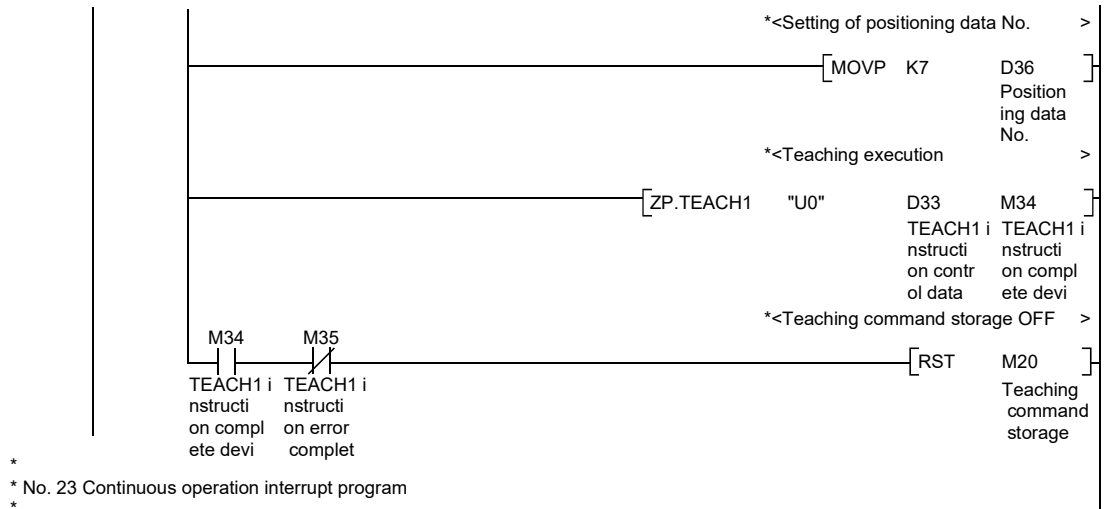 *<Setting of positioning data No. >
MOVP K7 D36
Position
ing data
No.
*<Teaching execution >
ZP.TEACH1 "U0" D33 M34
TEACH1 i TEACH1 i
nstructi nstructi
on contr on compl
ol data ete devi
*<Teaching command storage OFF >
M34 M35
RST M20
TEACH1 i TEACH1 i
nstructi nstructi
on compl on error
ete devi complet
Teaching
command
storage
*
* No. 23 Continuous operation interrupt program
*